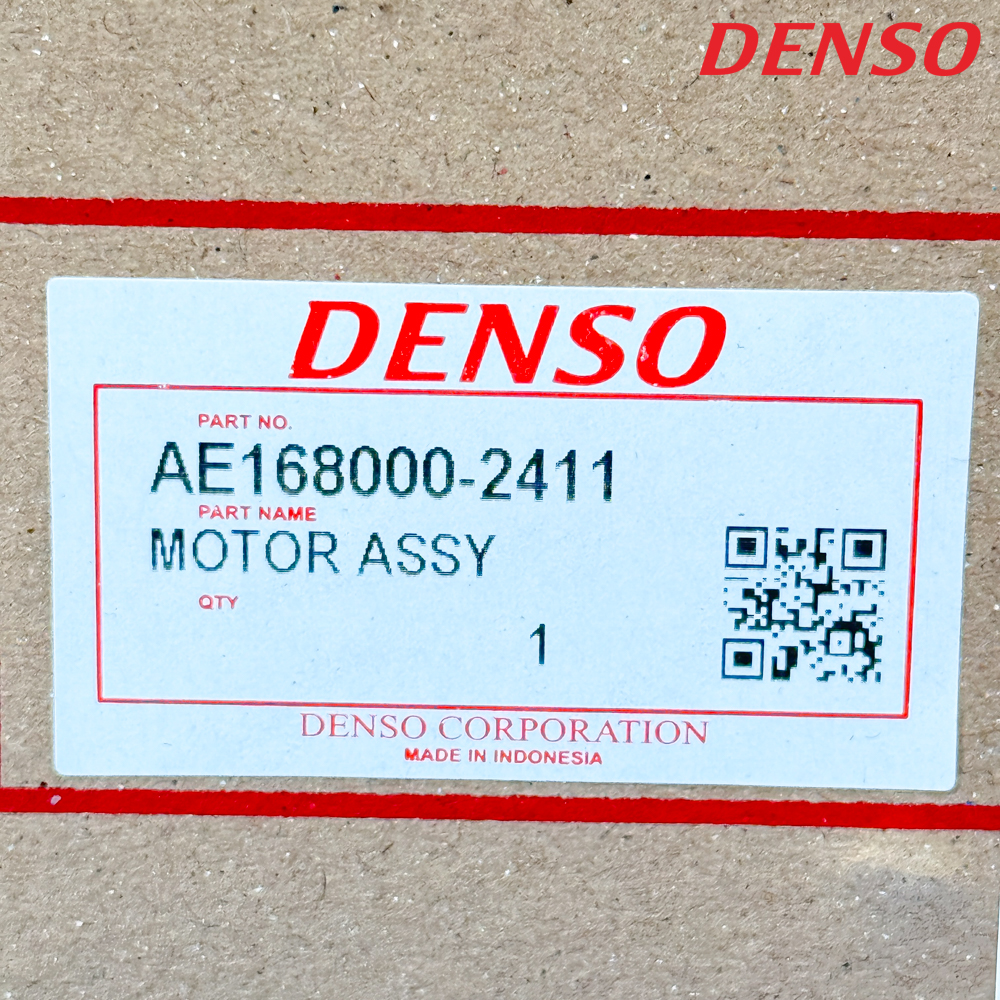 DENSO
DENSO
PART NO.
AE168000-2411
PART NAME
MOTOR ASSY
QTY
1
DENSO CORPORATION
MADE IN INDONESIA